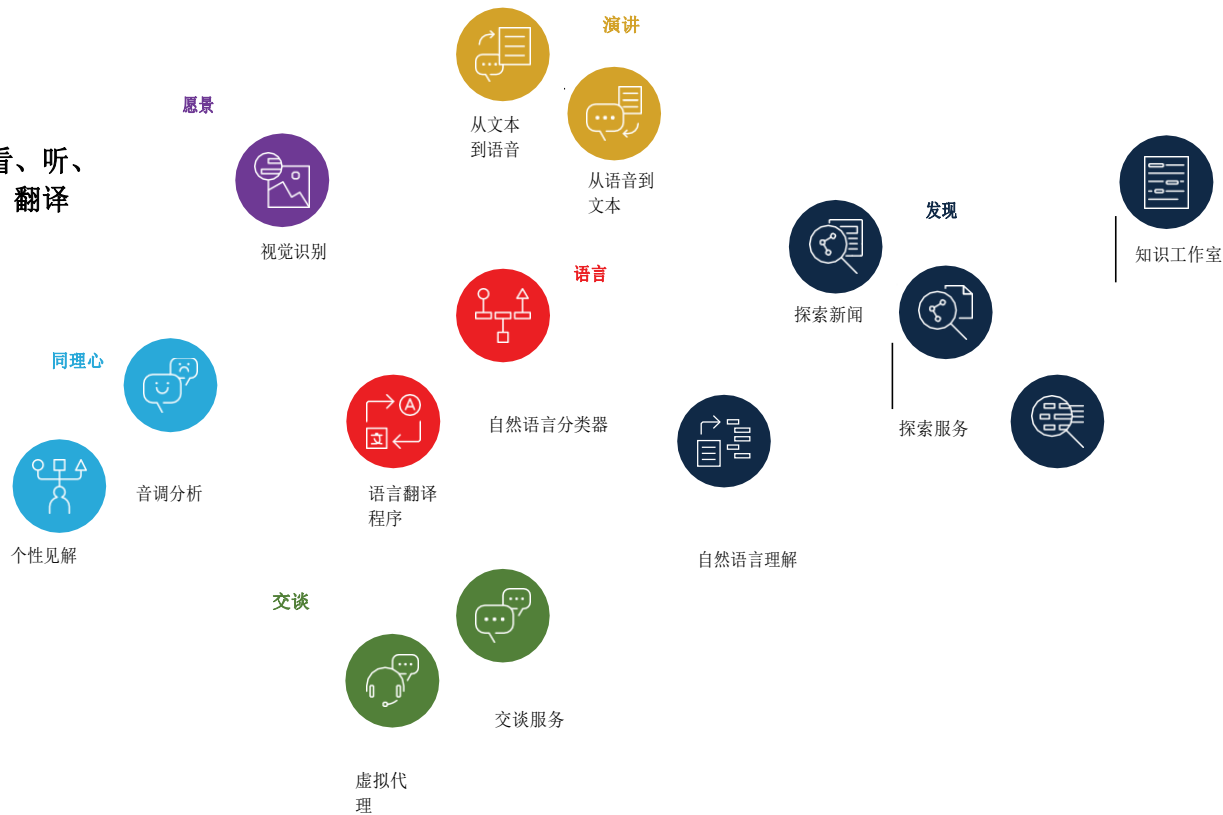 演讲
愿景
从文本
到语音
看、听、
翻译
从语音到
文本
发现
视觉识别
知识工作室
语言
探索新闻
同理心
自然语言分类器
探索服务
音调分析
语言翻译
程序
个性见解
自然语言理解
交谈
交谈服务
虚拟代
理